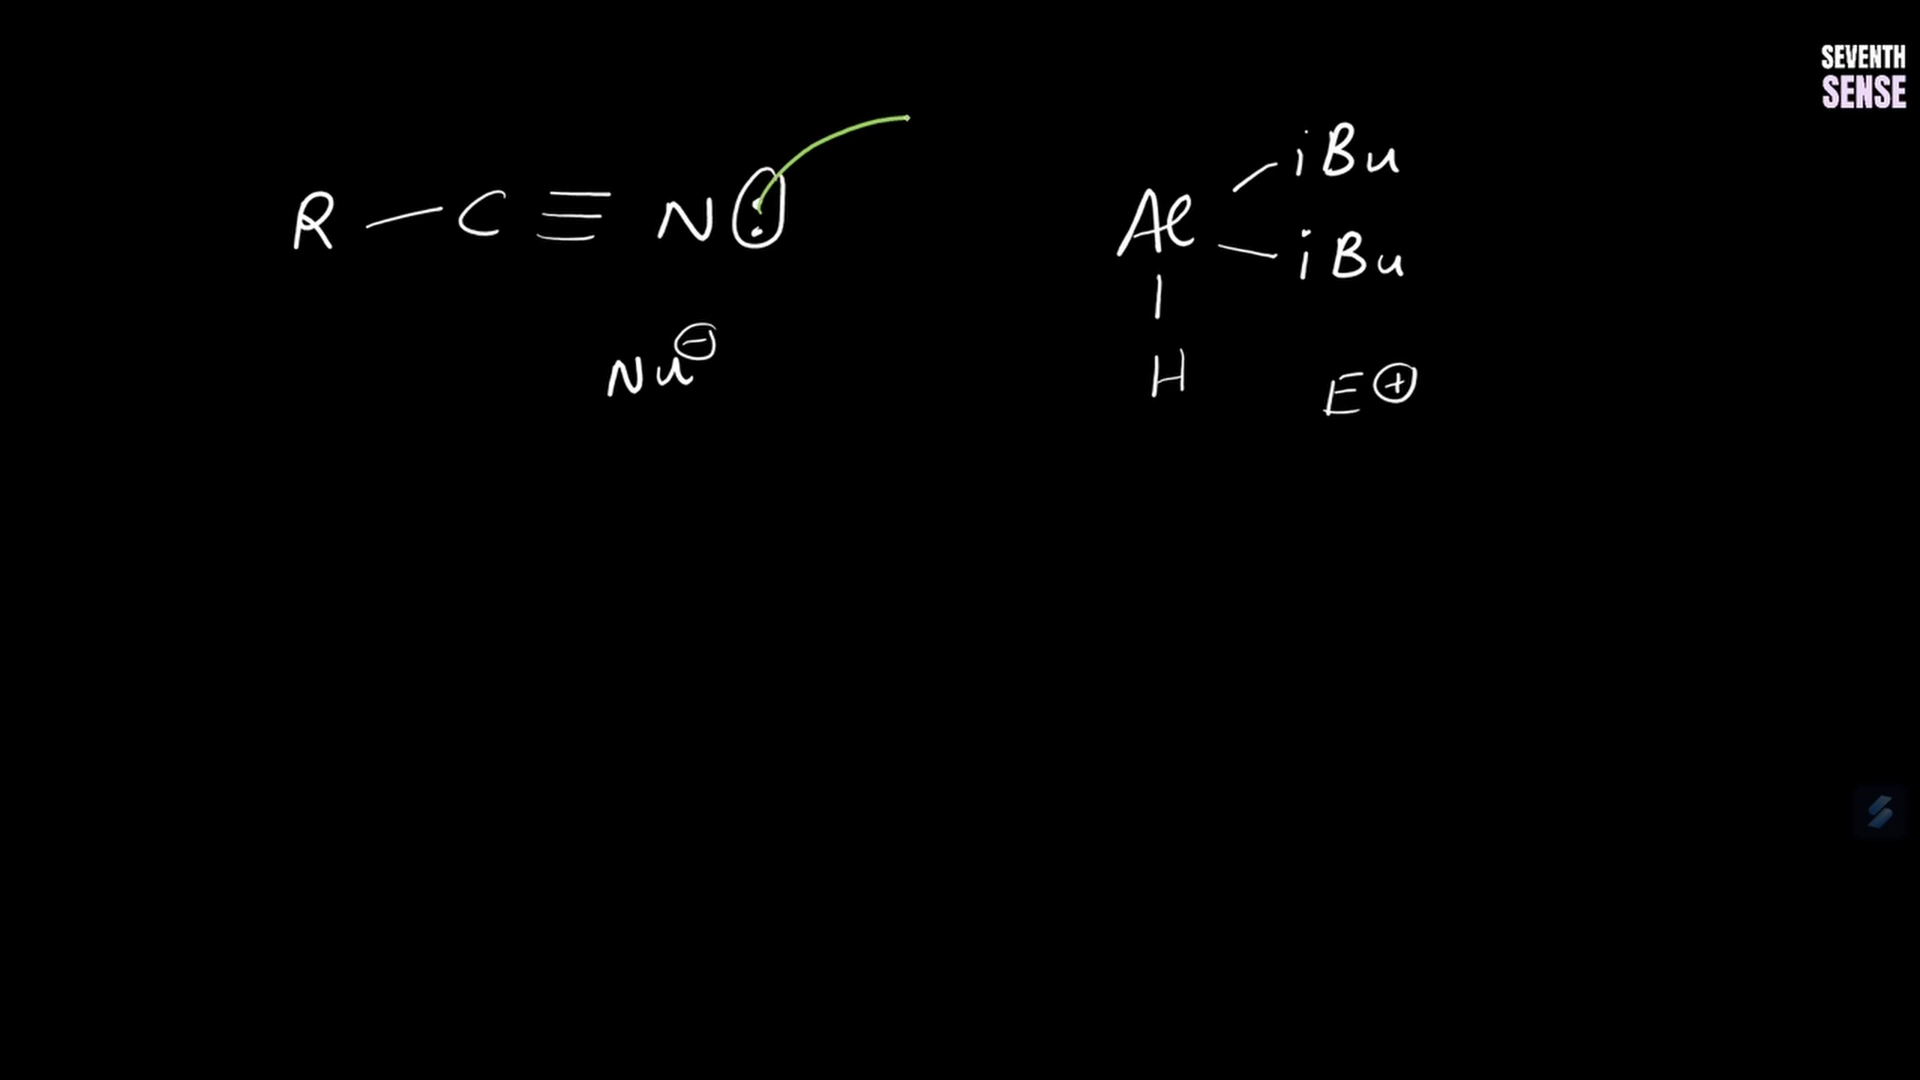 SEVENTH
SENSE
R — C ≡ N :
Al
iBu
iBu
H
Nu ⊖
E ⊕